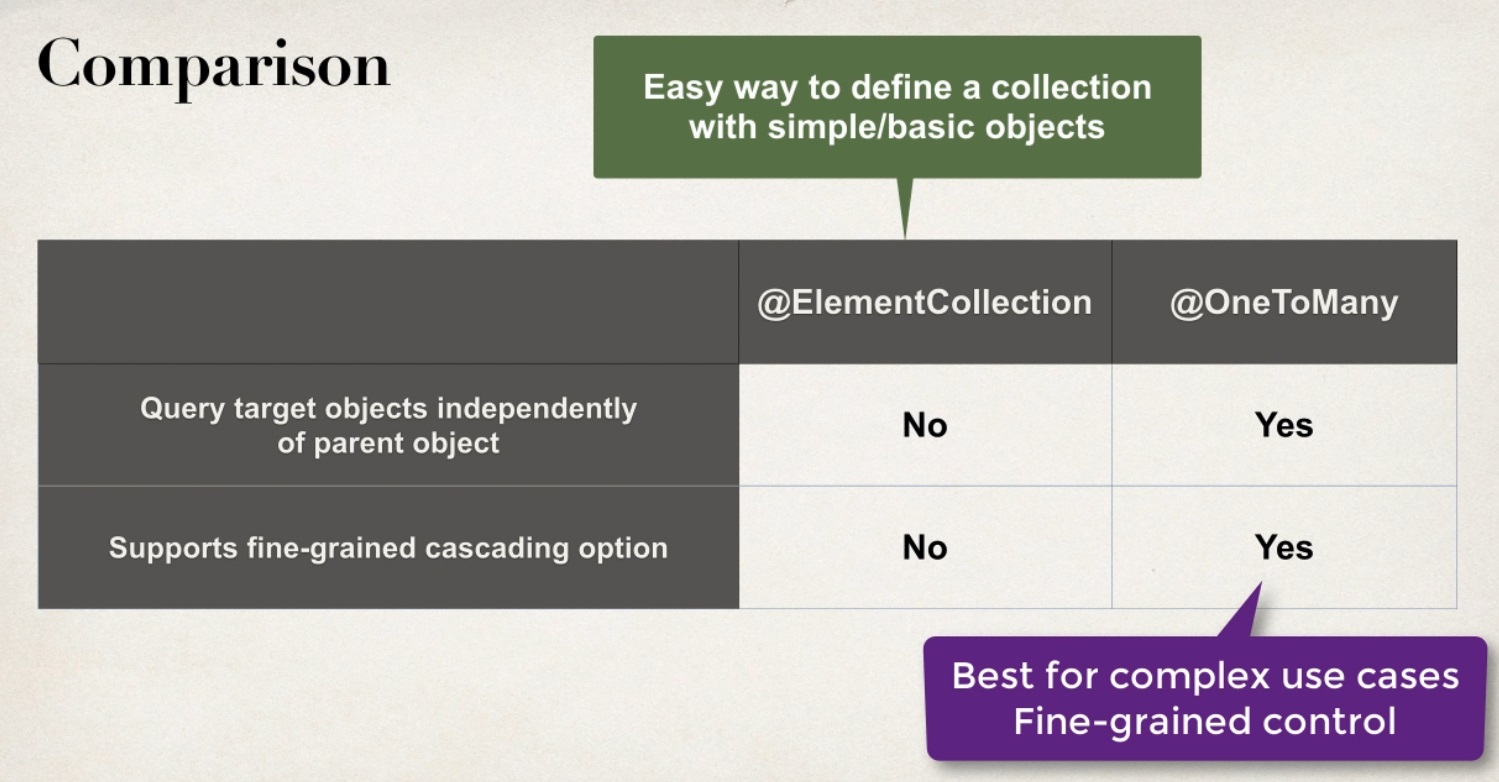 Comparison
Easy way to define a collection
with simple/basic objects
@ElementCollection
@OneToMany
Query target objects independently
of parent object
No
Yes
Supports fine-grained cascading option
No
Yes
Best for complex use cases
Fine-grained control